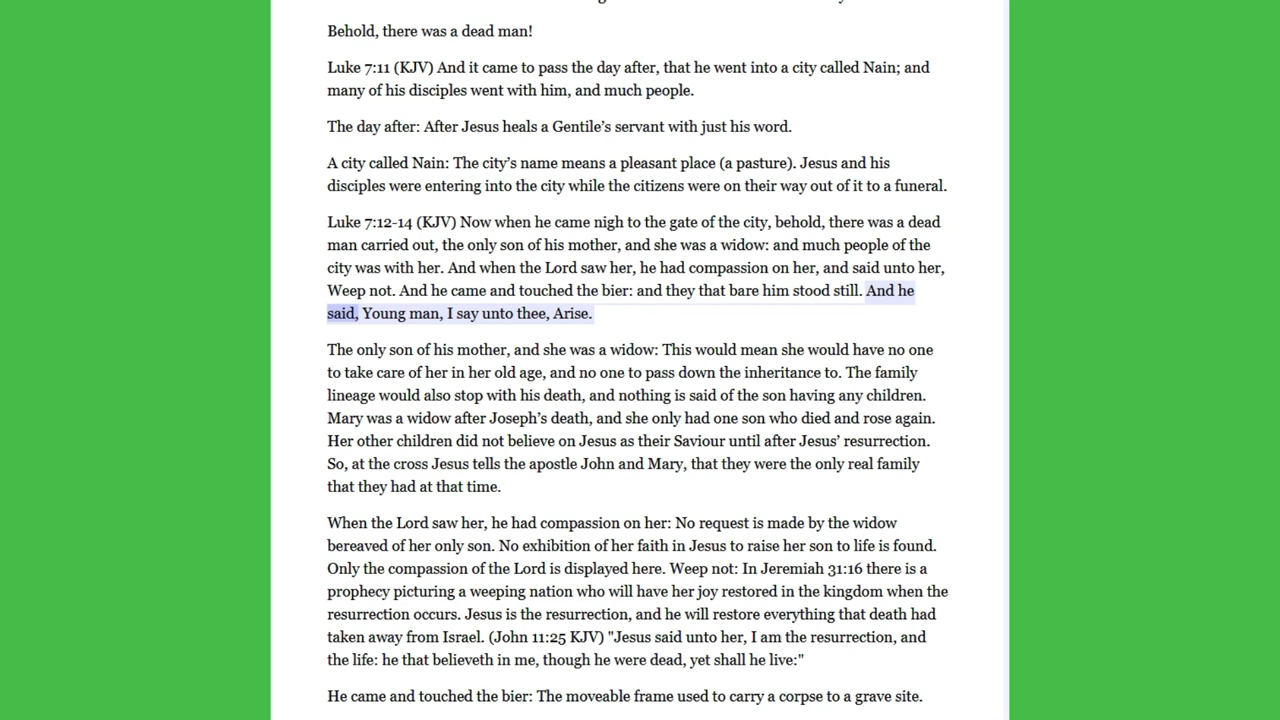 Behold, there was a dead man!
Luke 7:11 (KJV) And it came to pass the day after, that he went into a city called Nain; and
many of his disciples went with him, and much people.
The day after: After Jesus heals a Gentile’s servant with just his word.
A city called Nain: The city’s name means a pleasant place (a pasture). Jesus and his
disciples were entering into the city while the citizens were on their way out of it to a funeral.
Luke 7:12-14 (KJV) Now when he came nigh to the gate of the city, behold, there was a dead
man carried out, the only son of his mother, and she was a widow: and much people of the
city was with her. And when the Lord saw her, he had compassion on her, and said unto her,
Weep not. And he came and touched the bier: and they that bare him stood still. And he
said, Young man, I say unto thee, Arise.
The only son of his mother, and she was a widow: This would mean she would have no one
to take care of her in her old age, and no one to pass down the inheritance to. The family
lineage would also stop with his death, and nothing is said of the son having any children.
Mary was a widow after Joseph’s death, and she only had one son who died and rose again.
Her other children did not believe on Jesus as their Saviour until after Jesus’ resurrection.
So, at the cross Jesus tells the apostle John and Mary, that they were the only real family
that they had at that time.
When the Lord saw her, he had compassion on her: No request is made by the widow
bereaved of her only son. No exhibition of her faith in Jesus to raise her son to life is found.
Only the compassion of the Lord is displayed here. Weep not: In Jeremiah 31:16 there is a
prophecy picturing a weeping nation who will have her joy restored in the kingdom when the
resurrection occurs. Jesus is the resurrection, and he will restore everything that death had
taken away from Israel. (John 11:25 KJV) "Jesus said unto her, I am the resurrection, and
the life: he that believeth in me, though he were dead, yet shall he live:"
He came and touched the bier: The moveable frame used to carry a corpse to a grave site.